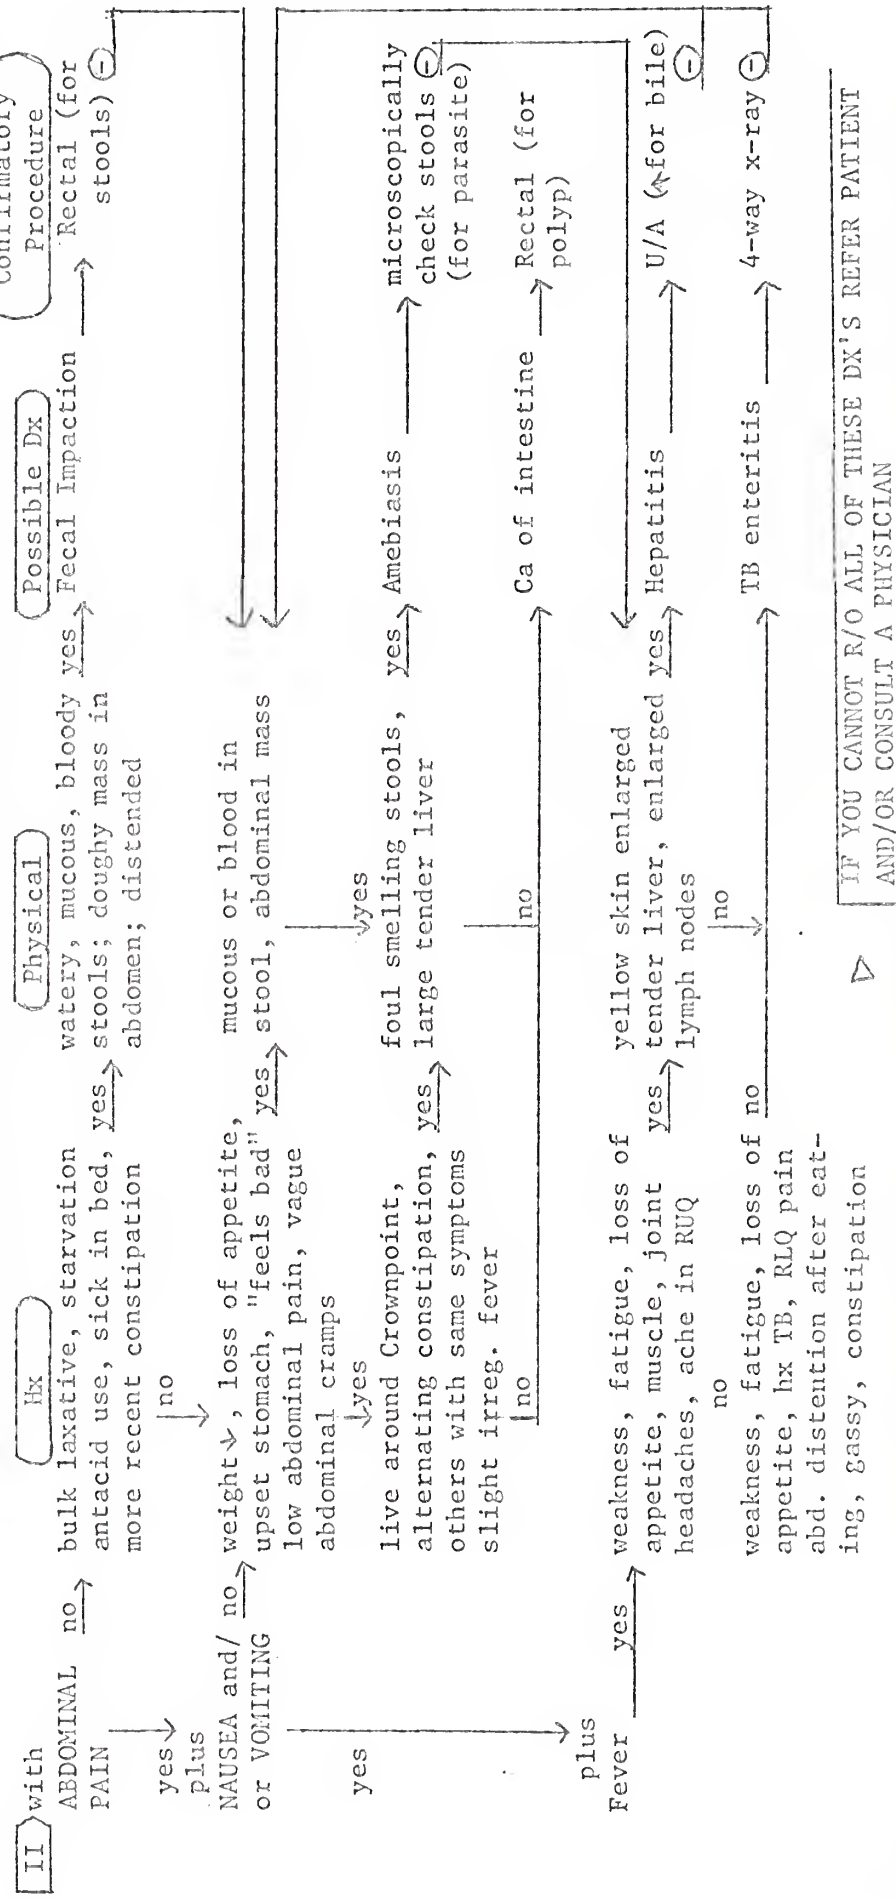 II with
ABDOMINAL no
PAIN
yes
plus
NAUSEA and/ no
or VOMITING
yes
plus
Fever yes
Hx
bulk laxative, starvation
antacid use, sick in bed, yes
more recent constipation
no
weight↓, loss of appetite,
upset stomach, "feels bad" yes
low abdominal pain, vague
abdominal cramps
yes
live around Crownpoint,
alternating constipation, yes
others with same symptoms
slight irreg. fever
no
weakness, fatigue, loss of
appetite, muscle, joint yes
headaches, ache in RUQ
no
weakness, fatigue, loss of no
appetite, hx TB, RLQ pain
abd. distention after eat-
ing, gassy, constipation
Physical
watery, mucous, bloody yes
stools; doughy mass in
abdomen; distended
mucous or blood in
stool, abdominal mass
yes
foul smelling stools, yes
large tender liver
no
yellow skin enlarged
tender liver, enlarged yes
lymph nodes
no
Possible Dx
Fecal Impaction
Amebiasis
Ca of intestine
Hepatitis
TB enteritis
Confirmatory
Procedure
Rectal (for
stools) -
microscopically
check stools -
(for parasite)
Rectal (for
polyp)
U/A (↑for bile)
-
4-way x-ray -
IF YOU CANNOT R/O ALL OF THESE DX'S REFER PATIENT
AND/OR CONSULT A PHYSICIAN